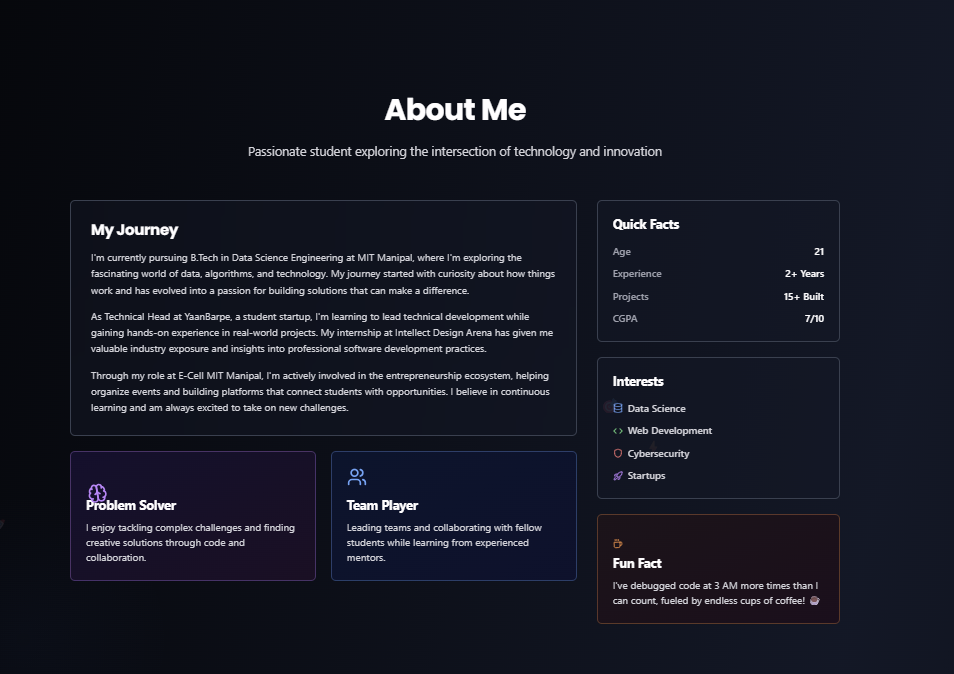 About Me
Passionate student exploring the intersection of technology and innovation
My Journey
I'm currently pursuing B.Tech in Data Science Engineering at MIT Manipal, where I'm exploring the
fascinating world of data, algorithms, and technology. My journey started with curiosity about how things
work and has evolved into a passion for building solutions that can make a difference.
As Technical Head at YaanBarpe, a student startup, I'm learning to lead technical development while
gaining hands-on experience in real-world projects. My internship at Intellect Design Arena has given me
valuable industry exposure and insights into professional software development practices.
Through my role at E-Cell MIT Manipal, I'm actively involved in the entrepreneurship ecosystem, helping
organize events and building platforms that connect students with opportunities. I believe in continuous
learning and am always excited to take on new challenges.
Problem Solver
I enjoy tackling complex challenges and finding
creative solutions through code and
collaboration.
Team Player
Leading teams and collaborating with fellow
students while learning from experienced
mentors.
Quick Facts
Age 21
Experience 2+ Years
Projects 15+ Built
CGPA 7/10
Interests
Data Science
Web Development
Cybersecurity
Startups
Fun Fact
I've debugged code at 3 AM more times than I
can count, fueled by endless cups of coffee! ☕